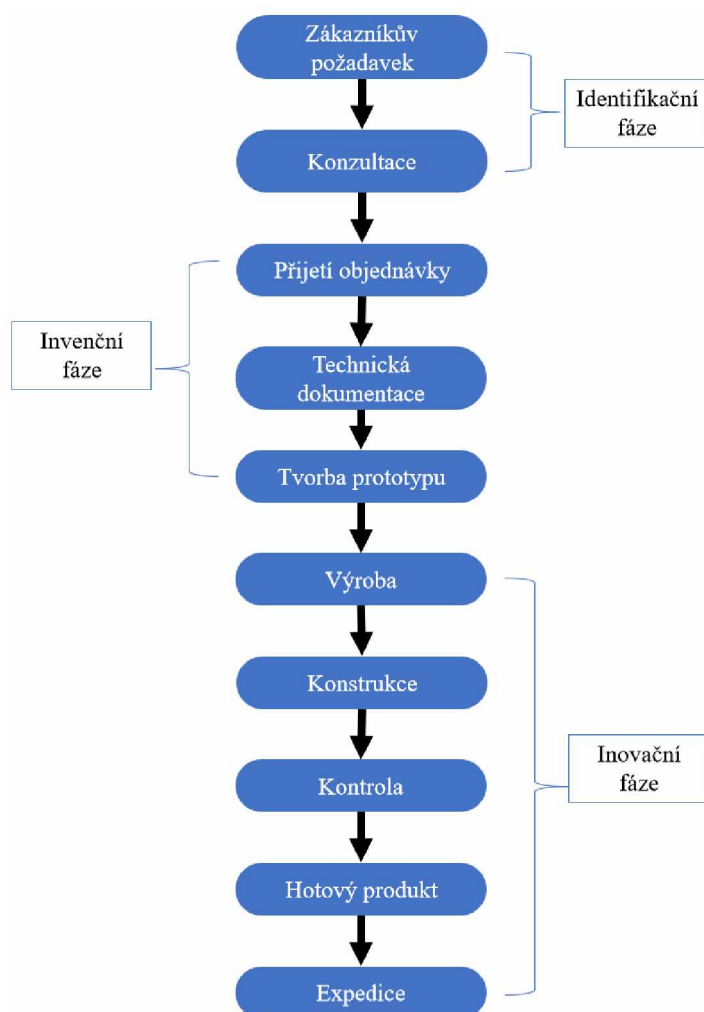 Zákazníkův
požadavek
Identifikační
fáze
Konzultace
Přijetí objednávky
Invenční
fáze
Technická
dokumentace
Tvorba prototypu
Výroba
Konstrukce
Inovační
fáze
Kontrola
Hotový produkt
Expedice